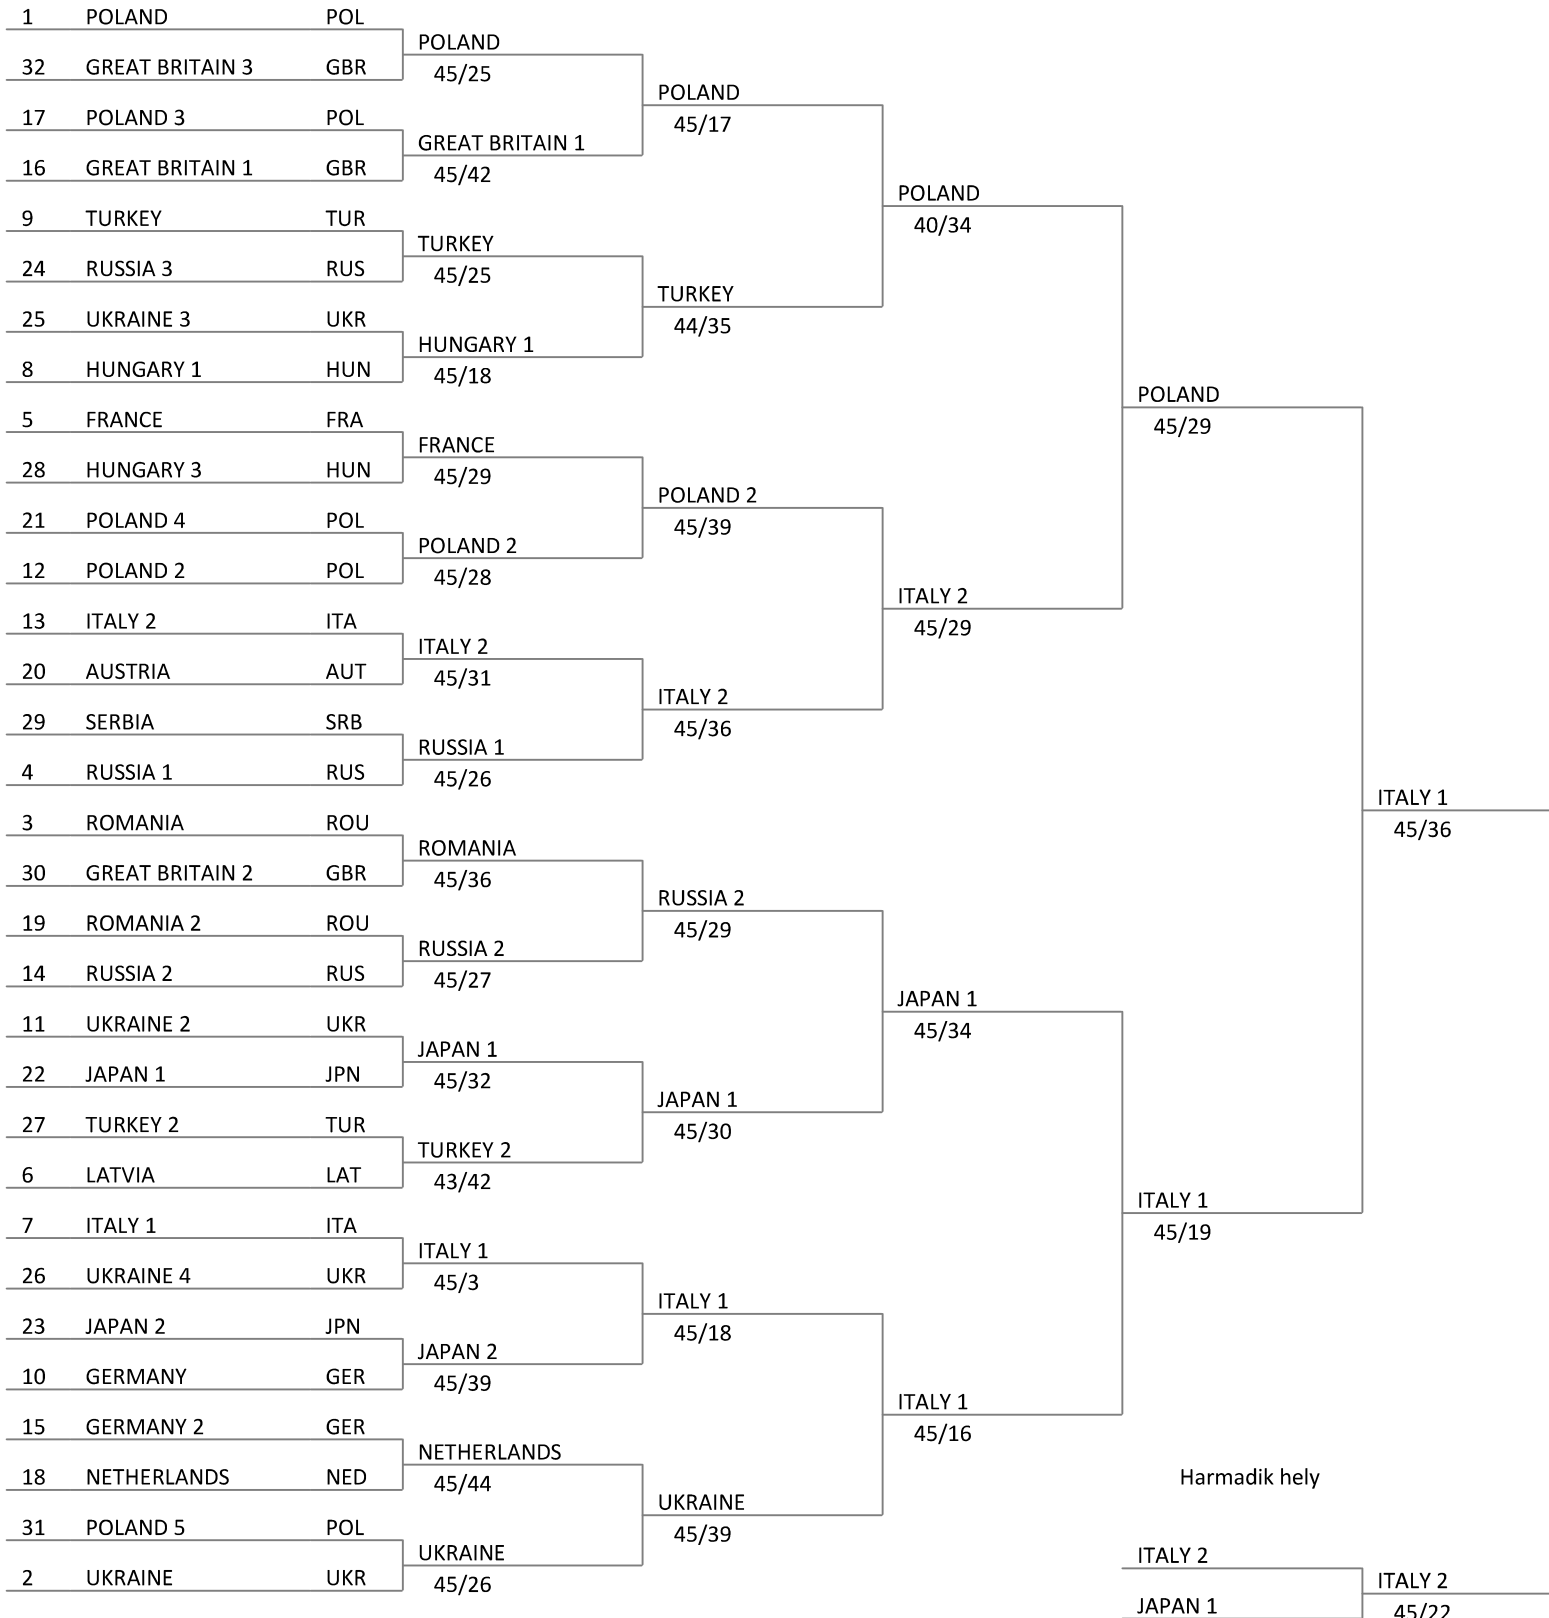 1 POLAND POL
POLAND
32 GREAT BRITAIN 3 GBR
45/25
POLAND
17 POLAND 3 POL
45/17
GREAT BRITAIN 1
16 GREAT BRITAIN 1 GBR
45/42
POLAND
9 TURKEY TUR
40/34
TURKEY
24 RUSSIA 3 RUS
45/25
TURKEY
25 UKRAINE 3 UKR
44/35
HUNGARY 1
8 HUNGARY 1 HUN
45/18
POLAND
5 FRANCE FRA
45/29
FRANCE
28 HUNGARY 3 HUN
45/29
POLAND 2
21 POLAND 4 POL
45/39
POLAND 2
12 POLAND 2 POL
45/28
ITALY 2
13 ITALY 2 ITA
45/29
ITALY 2
20 AUSTRIA AUT
45/31
ITALY 2
29 SERBIA SRB
45/36
RUSSIA 1
4 RUSSIA 1 RUS
45/26
ITALY 1
3 ROMANIA ROU
45/36
ROMANIA
30 GREAT BRITAIN 2 GBR
45/36
RUSSIA 2
19 ROMANIA 2 ROU
45/29
RUSSIA 2
14 RUSSIA 2 RUS
45/27
JAPAN 1
11 UKRAINE 2 UKR
45/34
JAPAN 1
22 JAPAN 1 JPN
45/32
JAPAN 1
27 TURKEY 2 TUR
45/30
TURKEY 2
6 LATVIA LAT
43/42
ITALY 1
7 ITALY 1 ITA
45/19
ITALY 1
26 UKRAINE 4 UKR
45/3
ITALY 1
23 JAPAN 2 JPN
45/18
JAPAN 2
10 GERMANY GER
45/39
ITALY 1
15 GERMANY 2 GER
45/16
NETHERLANDS
18 NETHERLANDS NED
Harmadik hely
45/44
UKRAINE
31 POLAND 5 POL
45/39
UKRAINE
ITALY 2
2 UKRAINE UKR
ITALY 2
45/26
JAPAN 1
45/22